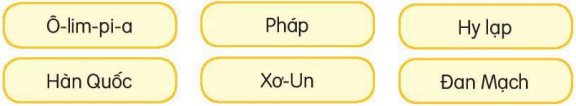 Ô-lim-pi-a
Pháp
Hy lạp
Hàn Quốc
Xơ-Un
Đan Mạch